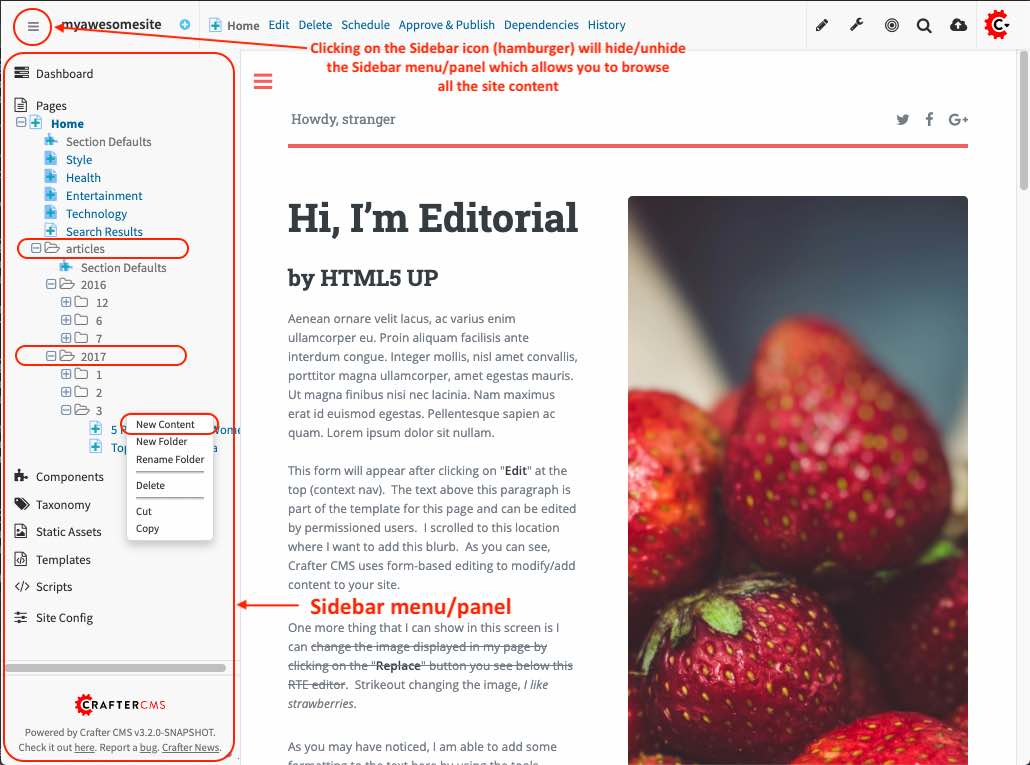 myawesomesite
Home Edit Delete Schedule Approve & Publish Dependencies History
Clicking on the Sidebar icon (hamburger) will hide/unhide
the Sidebar menu/panel which allows you to browse
all the site content
Dashboard
Pages
Home
Section Defaults
Style
Health
Entertainment
Technology
Search Results
articles
Section Defaults
2016
12
6
7
2017
1
2
3
5
Top
New Content
New Folder
Rename Folder
Delete
Cut
Copy
Components
Taxonomy
Static Assets
Templates
Scripts
Site Config
Sidebar menu/panel
CRAFTERCMS
Powered by Crafter CMS v3.2.0-SNAPSHOT.
Check it out here. Report a bug. Crafter News.
Howdy, stranger
Hi, I'm Editorial
by HTML5 UP
Aenean ornare velit lacus, ac varius enim
ullamcorper eu. Proin aliquam facilisis ante
interdum congue. Integer mollis, nisl amet convallis,
porttitor magna ullamcorper, amet egestas mauris.
Ut magna finibus nisi nec lacinia. Nam maximus
erat id euismod egestas. Pellentesque sapien ac
quam. Lorem ipsum dolor sit nullam.
This form will appear after clicking on "Edit" at the
top (context nav). The text above this paragraph is
part of the template for this page and can be edited
by permissioned users. I scrolled to this location
where I want to add this blurb. As you can see,
Crafter CMS uses form-based editing to modify/add
content to your site.
One more thing that I can show in this screen is I
can change the image displayed in my page by
clicking on the "Replace" button you see below this
RTE editor. Strikeout changing the image, I like
strawberries.
As you may have noticed, I am able to add some
formatting to the text here by using the tools